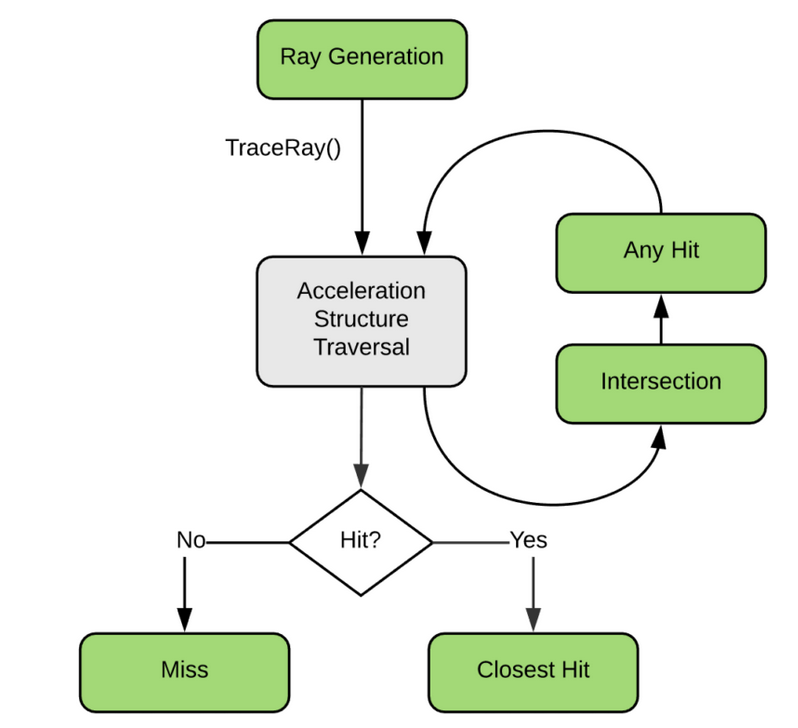 Ray Generation
TraceRay()
Any Hit
Acceleration
Structure
Traversal
Intersection
No
Hit?
Yes
Miss
Closest Hit